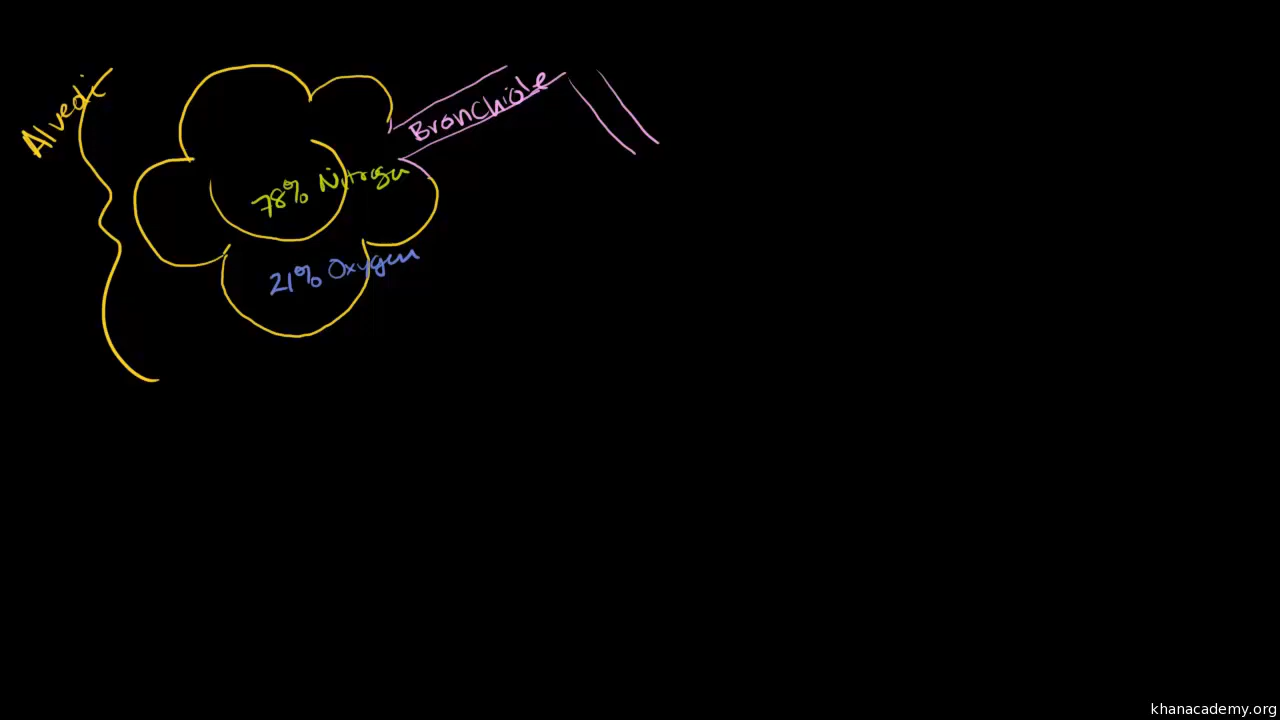 Alveoli
Bronchiole
78% Nitrogen
21% Oxygen
khanacademy.org